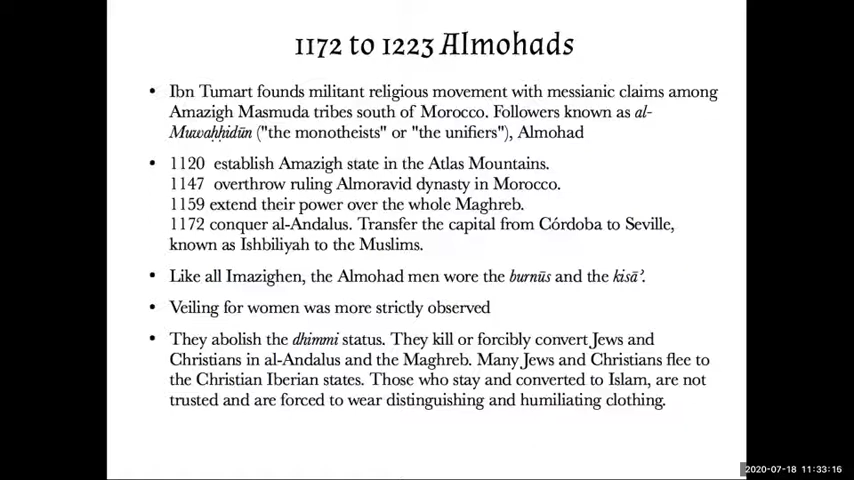 1172 to 1223 Almohads
• Ibn Tumart founds militant religious movement with messianic claims among
Amazigh Masmuda tribes south of Morocco. Followers known as al-
Muwaḥḥidūn ("the monotheists" or "the unifiers"), Almohad
• 1120 establish Amazigh state in the Atlas Mountains.
1147 overthrow ruling Almoravid dynasty in Morocco.
1159 extend their power over the whole Maghreb.
1172 conquer al-Andalus. Transfer the capital from Córdoba to Seville,
known as Ishbiliyah to the Muslims.
• Like all Imazighen, the Almohad men wore the burnūs and the kisāʾ.
• Veiling for women was more strictly observed
• They abolish the dhimmi status. They kill or forcibly convert Jews and
Christians in al-Andalus and the Maghreb. Many Jews and Christians flee to
the Christian Iberian states. Those who stay and converted to Islam, are not
trusted and are forced to wear distinguishing and humiliating clothing.
2020-07-18 11:33:16